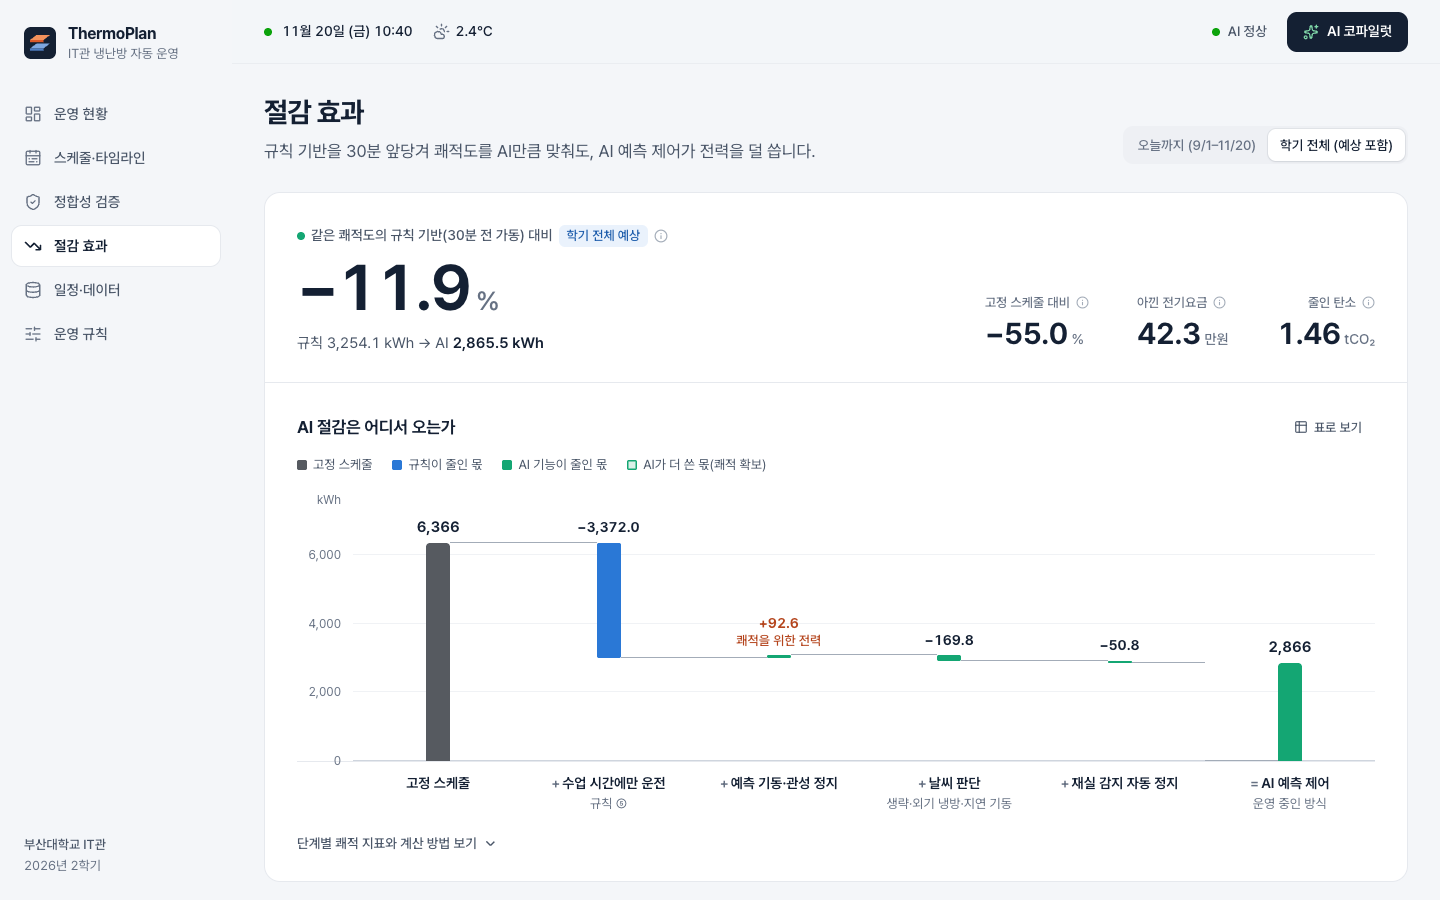 ThermoPlan
IT관 냉난방 자동 운영
운영 현황
스케줄·타임라인
정합성 검증
절감 효과
일정·데이터
운영 규칙
부산대학교 IT관
2026년 2학기
11월 20일 (금) 10:40
2.4°C
AI 정상
AI 코파일럿
절감 효과
규칙 기반을 30분 앞당겨 쾌적도를 AI만큼 맞춰도, AI 예측 제어가 전력을 덜 씁니다.
오늘까지 (9/1–11/20)
학기 전체 (예상 포함)
같은 쾌적도의 규칙 기반(30분 전 가동) 대비
학기 전체 예상
−11.9 %
규칙 3,254.1 kWh → AI 2,865.5 kWh
고정 스케줄 대비
−55.0 %
아낀 전기요금
42.3 만원
줄인 탄소
1.46 tCO₂
AI 절감은 어디서 오는가
표로 보기
고정 스케줄
규칙이 줄인 몫
AI 기능이 줄인 몫
AI가 더 쓴 몫(쾌적 확보)
kWh
6,000
4,000
2,000
0
6,366
−3,372.0
+92.6
쾌적을 위한 전력
−169.8
−50.8
2,866
고정 스케줄
+ 수업 시간에만 운전
규칙 ⑤
+ 예측 기동·관성 정지
+ 날씨 판단
생략·외기 냉방·지연 기동
+ 재실 감지 자동 정지
= AI 예측 제어
운영 중인 방식
단계별 쾌적 지표와 계산 방법 보기